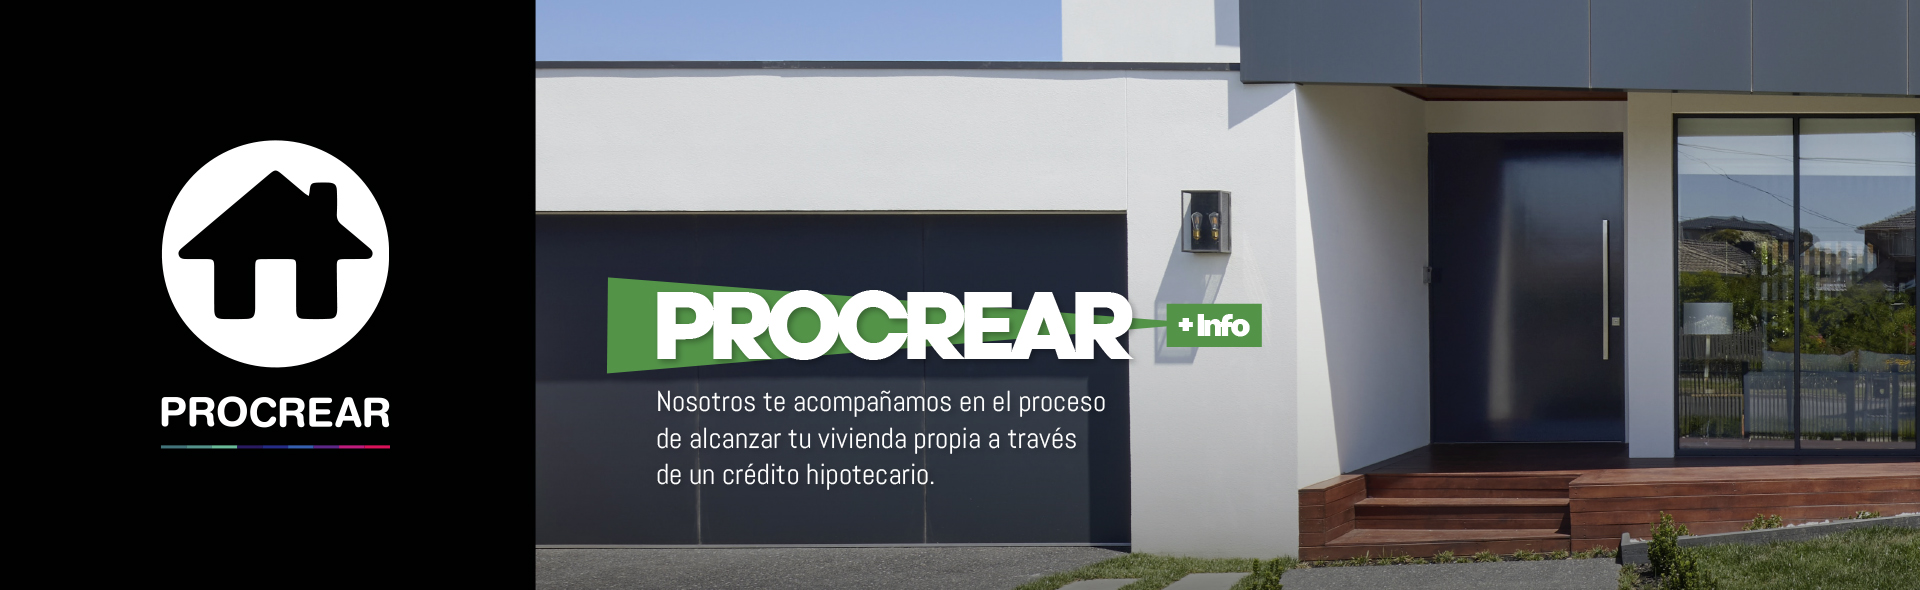 PROCREAR
PROCREAR
+Info
Nosotros te acompañamos en el proceso
de alcanzar tu vivienda propia a través
de un crédito hipotecario.